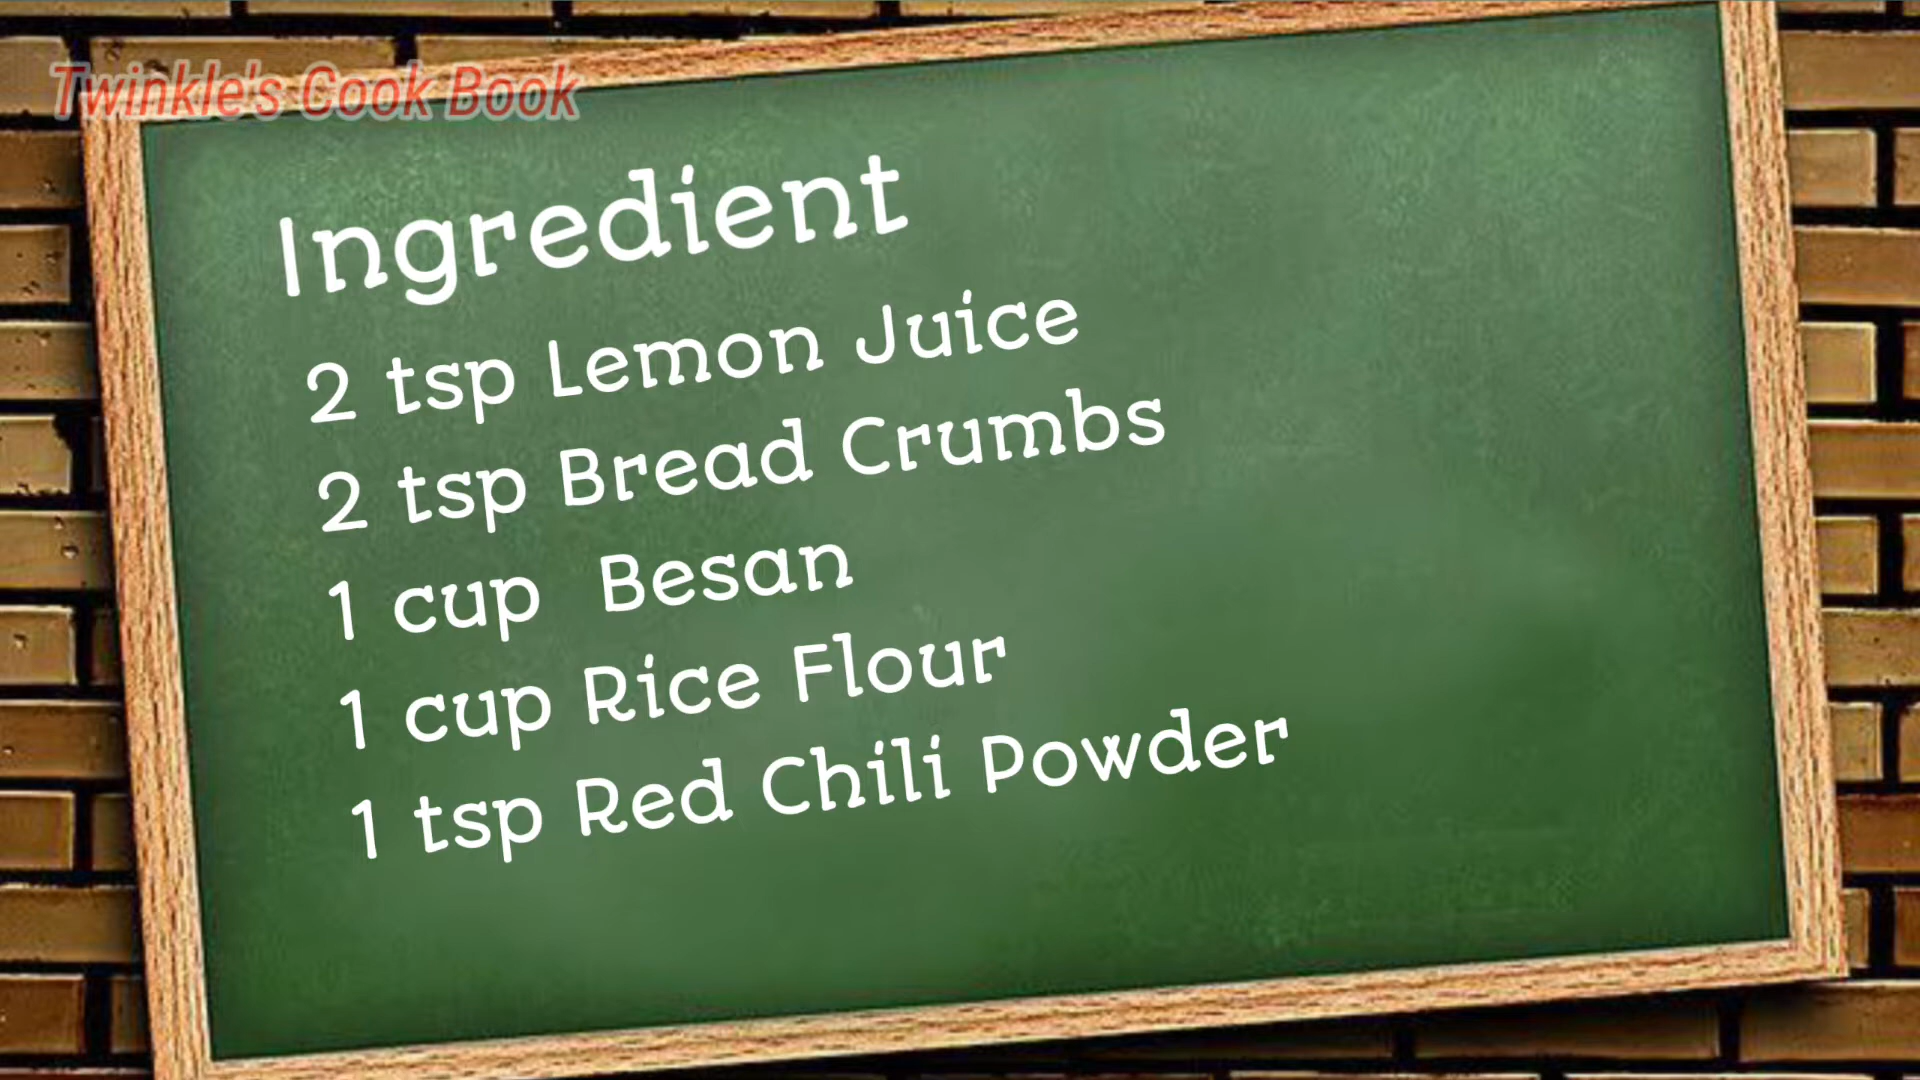 Twinkle's Cook Book
Ingredient
2 tsp Lemon Juice
2 tsp Bread Crumbs
1 cup Besan
1 cup Rice Flour
1 tsp Red Chili Powder